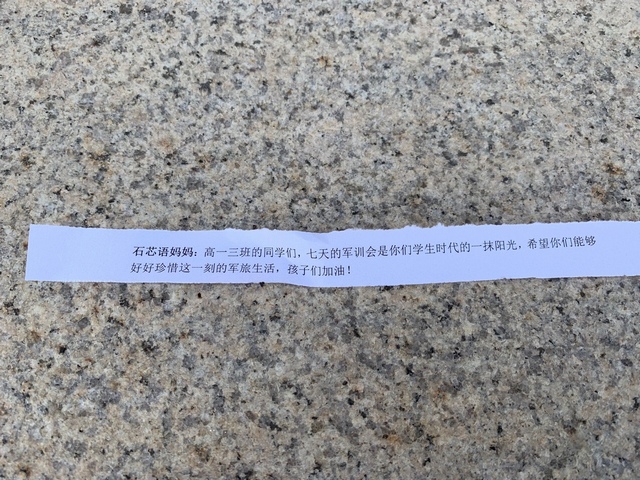 石芯语妈妈：高一三班的同学们，七天的军训会是你们学生时代的一抹阳光，希望你们能够
好好珍惜这一刻的军旅生活，孩子们加油！